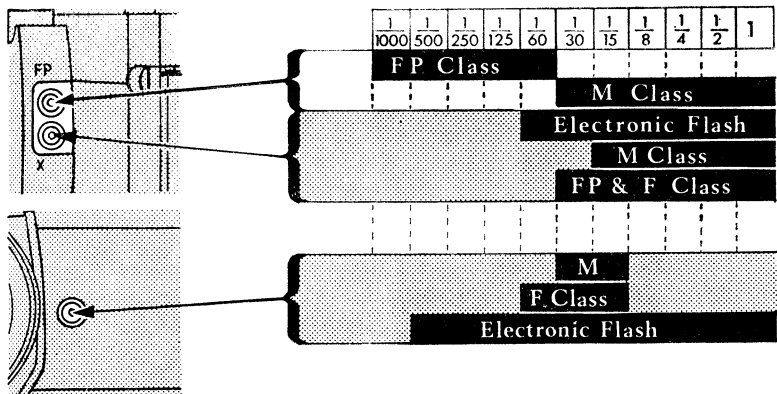 1/1000 1/500 1/250 1/125 1/60 1/30 1/15 1/8 1/4 1/2 1
FP
FP Class
M Class
Electronic Flash
X
M Class
FP & F Class
M
F. Class
Electronic Flash